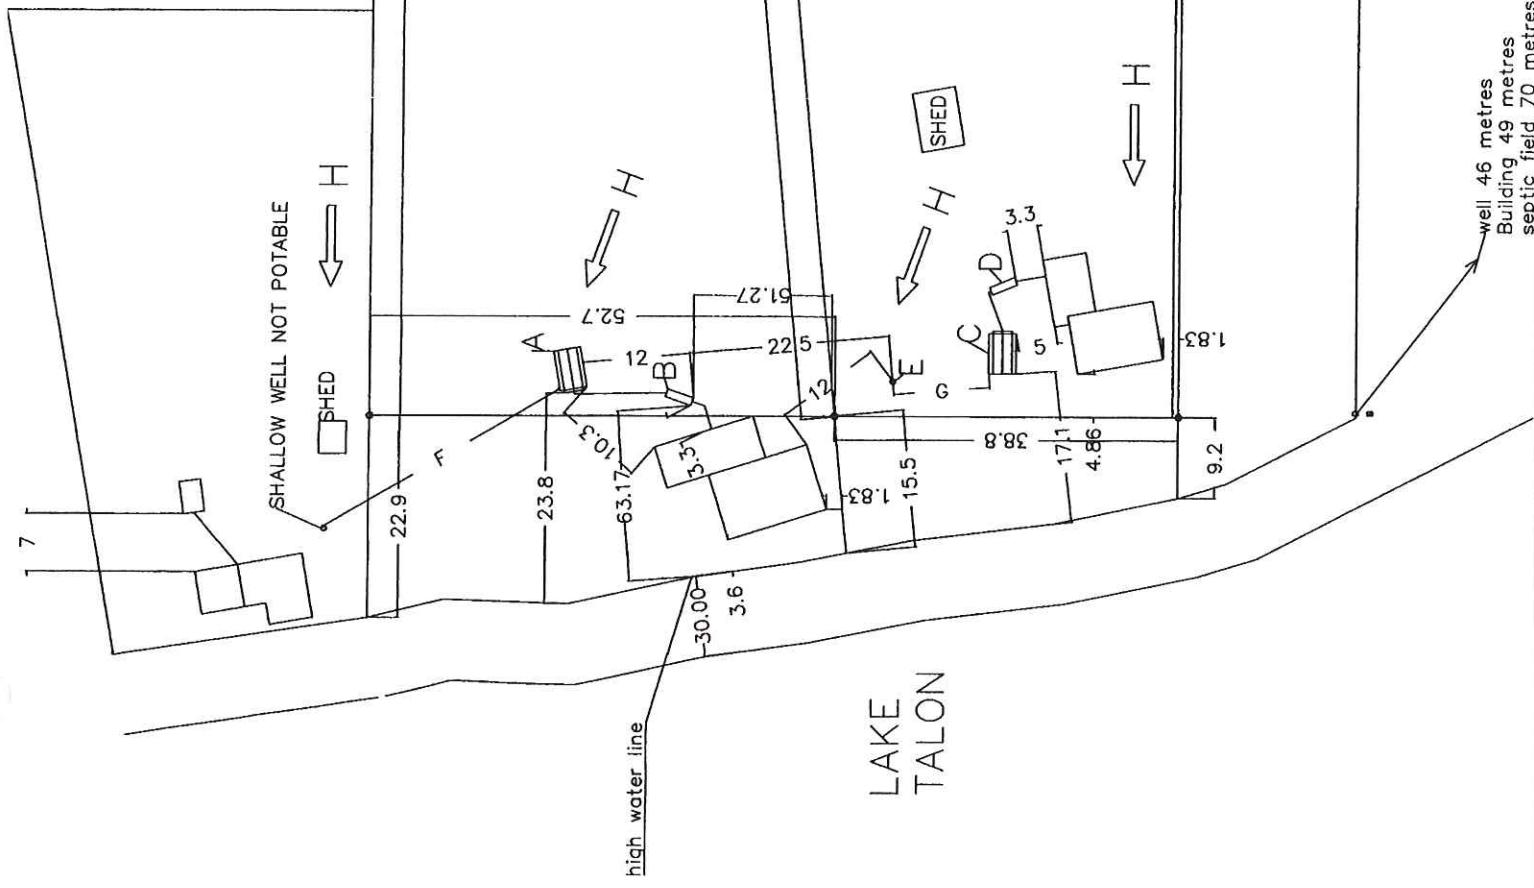 7
SHALLOW WELL NOT POTABLE
SHED
H
F
22.9
23.8
10.3
63.17
3.3
A
12
B
52.7
51.27
22.5
12
E
G
H
H
SHED
H
D
3.3
C
5
1.83
1.83
15.5
38.8
17.1
4.86
9.2
30.00
3.6
high water line
LAKE
TALON
well 46 metres
Building 49 metres
septic field 70 metres